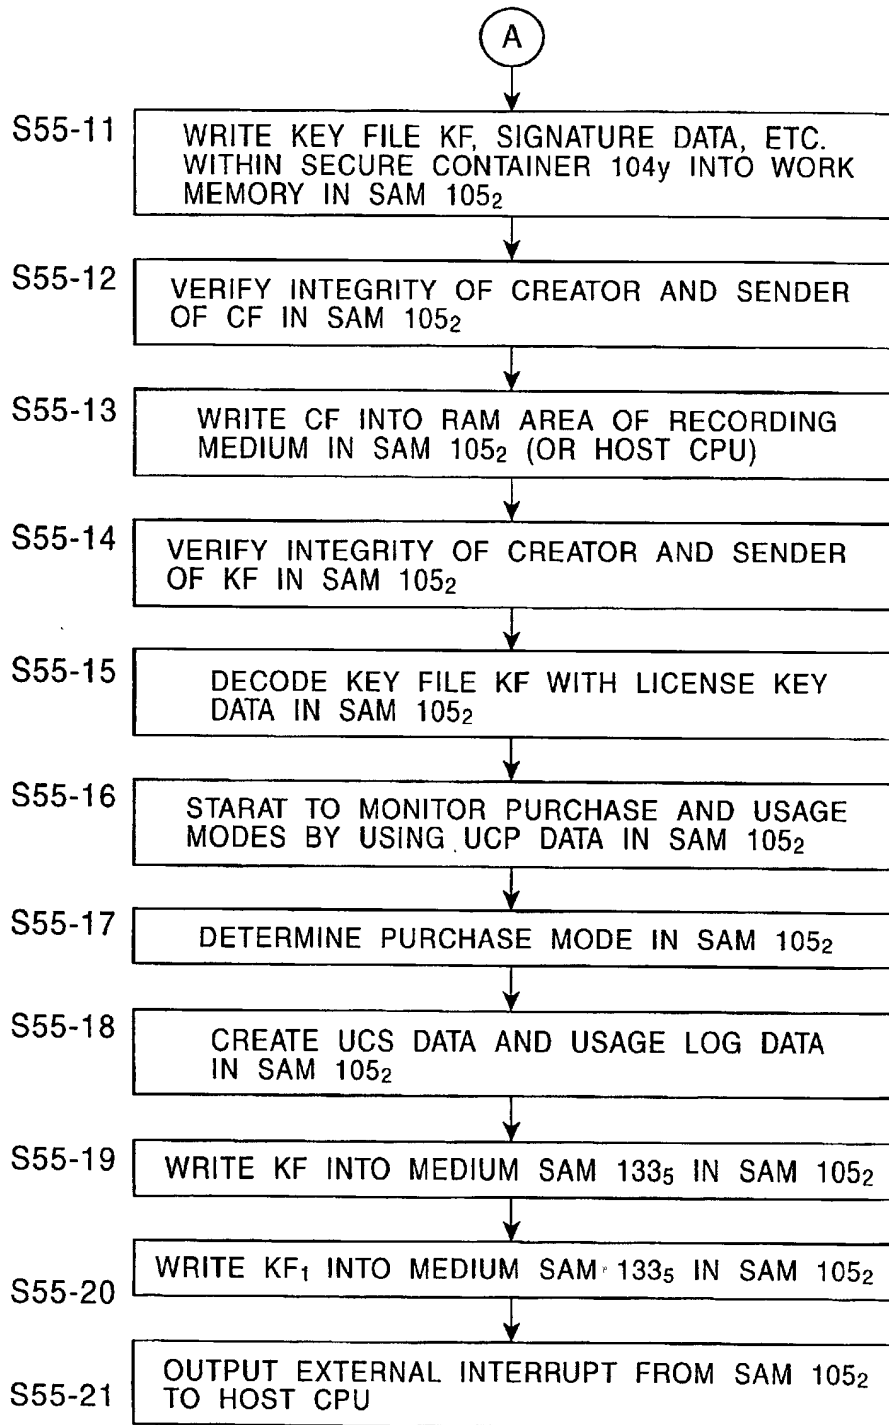 A
S55-11
WRITE KEY FILE KF, SIGNATURE DATA, ETC.
WITHIN SECURE CONTAINER 104y INTO WORK
MEMORY IN SAM 105₂
S55-12
VERIFY INTEGRITY OF CREATOR AND SENDER
OF CF IN SAM 105₂
S55-13
WRITE CF INTO RAM AREA OF RECORDING
MEDIUM IN SAM 105₂ (OR HOST CPU)
S55-14
VERIFY INTEGRITY OF CREATOR AND SENDER
OF KF IN SAM 105₂
S55-15
DECODE KEY FILE KF WITH LICENSE KEY
DATA IN SAM 105₂
S55-16
STARAT TO MONITOR PURCHASE AND USAGE
MODES BY USING UCP DATA IN SAM 105₂
S55-17
DETERMINE PURCHASE MODE IN SAM 105₂
S55-18
CREATE UCS DATA AND USAGE LOG DATA
IN SAM 105₂
S55-19
WRITE KF INTO MEDIUM SAM 133₅ IN SAM 105₂
S55-20
WRITE KF₁ INTO MEDIUM SAM 133₅ IN SAM 105₂
S55-21
OUTPUT EXTERNAL INTERRUPT FROM SAM 105₂
TO HOST CPU